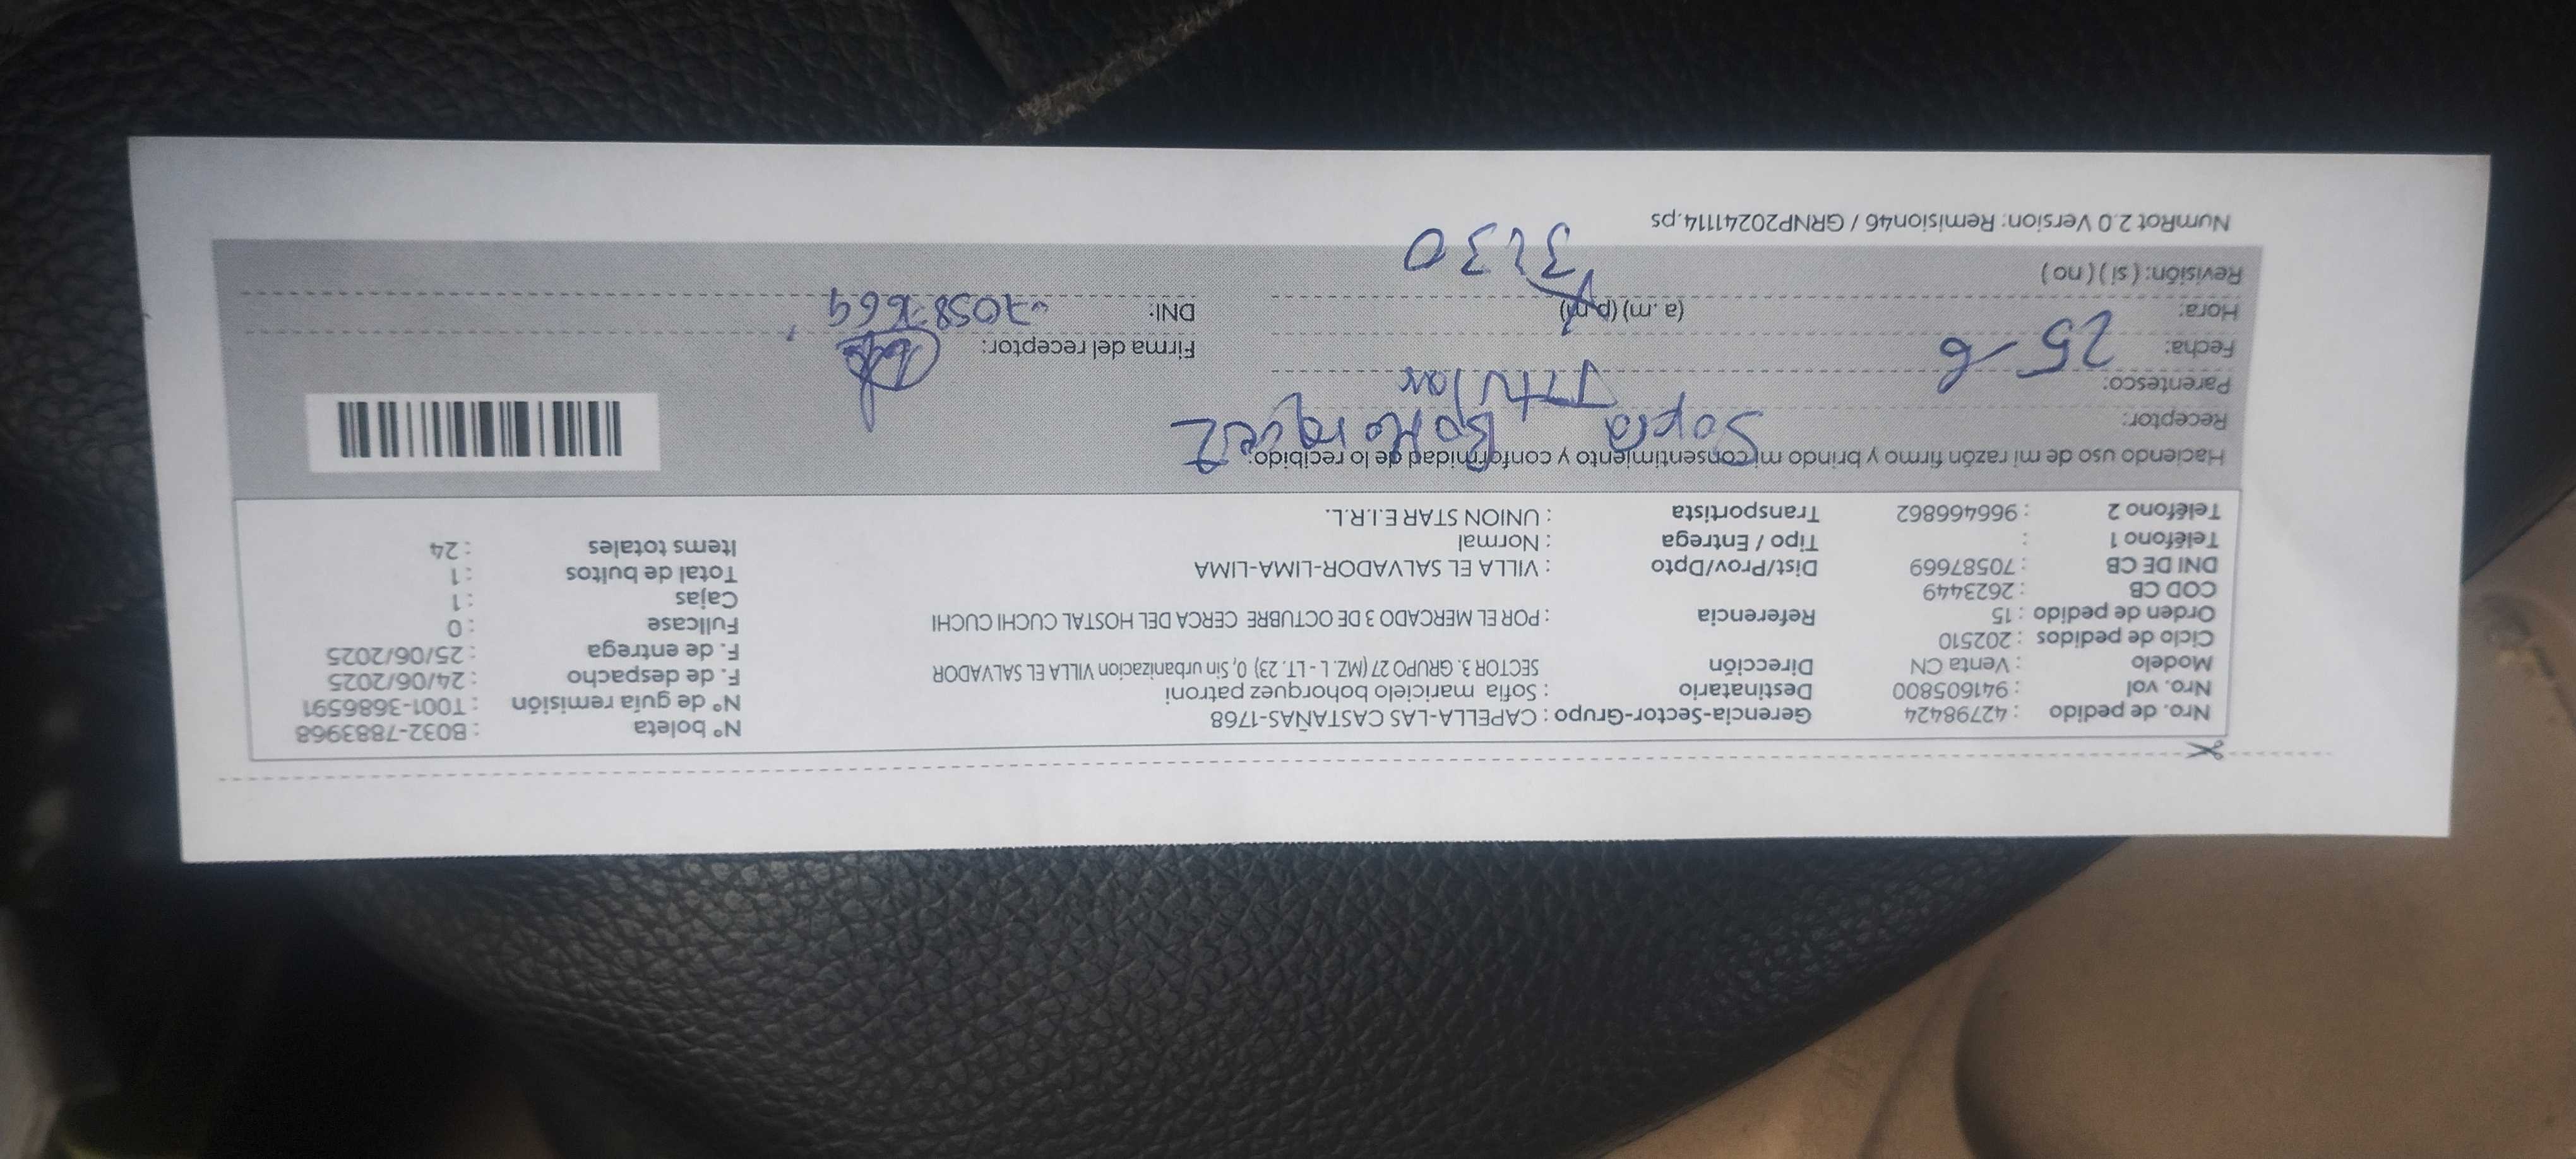 Nro. de pedido : 42798424 Gerencia-Sector-Grupo : CAPELLA-LAS CASTAÑAS-1768 N° boleta : B032-7883968
Nro. vol : 941605800 Destinatario : Sofia maricielo bohorquez patroni N° de guía remisión : T001-3686591
Modelo : Venta CN Dirección SECTOR 3. GRUPO 27 (MZ. L - LT. 23) 0, Sin urbanizacion VILLA EL SALVADOR F. de despacho : 24/06/2025
Ciclo de pedidos : 202510 F. de entrega : 25/06/2025
Orden de pedido : 15 Referencia : POR EL MERCADO 3 DE OCTUBRE CERCA DEL HOSTAL CUCHI CUCHI Fullcase : 0
COD CB : 2623449 Cajas : 1
DNI DE CB : 70587669 Dist/Prov/Dpto : VILLA EL SALVADOR-LIMA-LIMA Total de bultos : 1
Teléfono 1 : Tipo / Entrega : Normal Items totales : 24
Teléfono 2 : 966466862 Transportista : UNION STAR E.I.R.L.
Haciendo uso de mi razón firmo y brindo mi consentimiento y conformidad de lo recibido:
Receptor: Sofia Bohorquez
Parentesco: Titular
Fecha: 25-6 Firma del receptor:
Hora: (a.m) (p.m) DNI: 70587669
Revisión: ( si ) ( no ) 3:30
NumRot 2.0 Version: Remision46 / GRNP20241114.ps